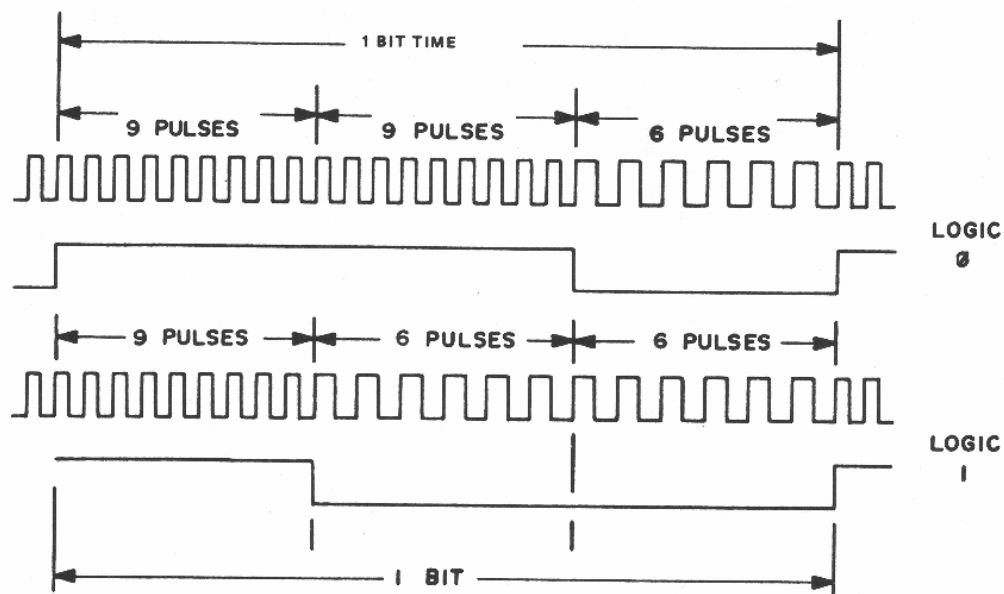 1 BIT TIME
9 PULSES 9 PULSES 6 PULSES
LOGIC
0
9 PULSES 6 PULSES 6 PULSES
LOGIC
1
1 BIT